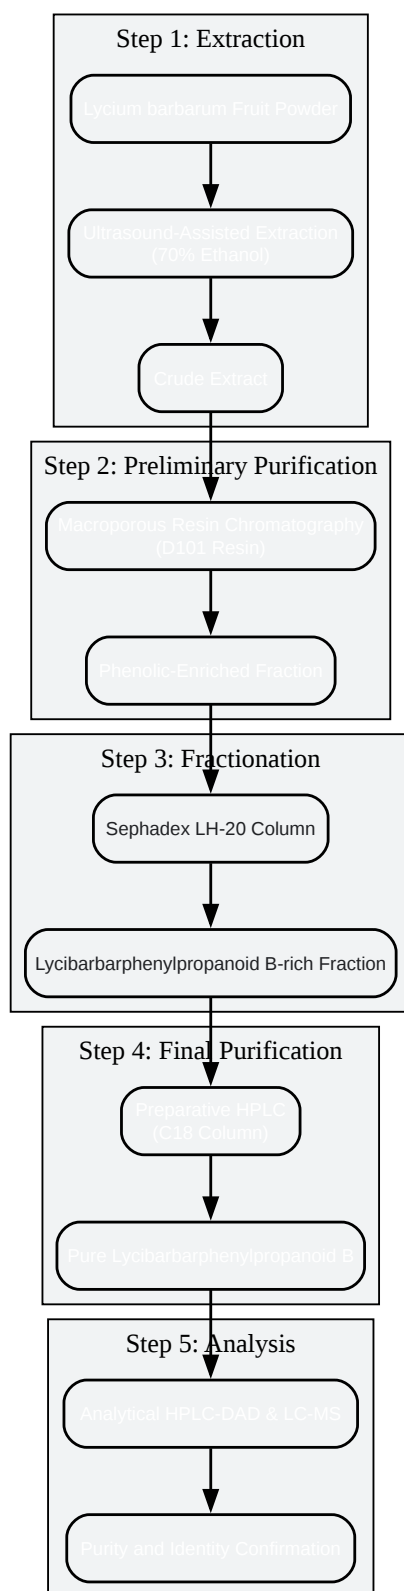 Step 1: Extraction
Lycium barbarum Fruit Powder
Ultrasound-Assisted Extraction
(70% Ethanol)
Crude Extract
Step 2: Preliminary Purification
Macroporous Resin Chromatography
(D101 Resin)
Phenolic-Enriched Fraction
Step 3: Fractionation
Sephadex LH-20 Column
Lycibarbarphenylpropanoid B-rich Fraction
Step 4: Final Purification
Preparative HPLC
(C18 Column)
Pure Lycibarbarphenylpropanoid B
Step 5: Analysis
Analytical HPLC-DAD & LC-MS
Purity and Identity Confirmation